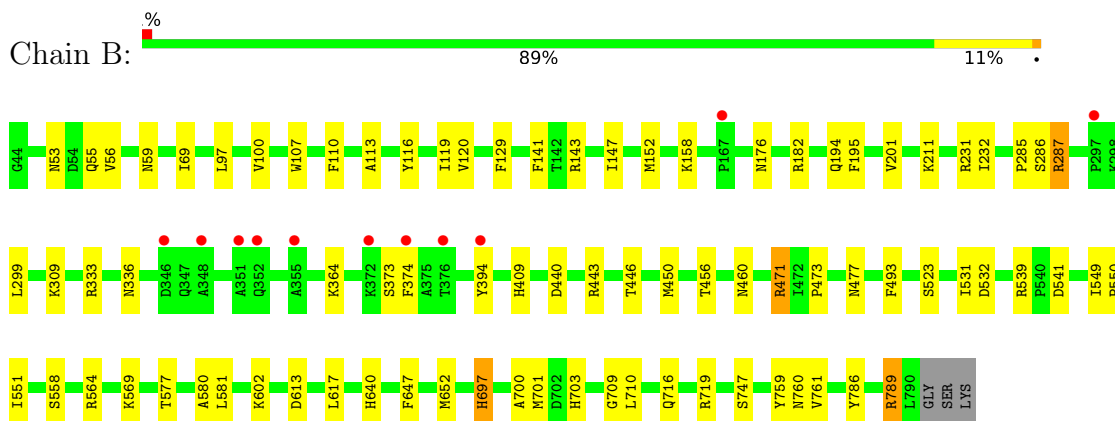 %
Chain B:
89% 11% .
G44 N53 D54 Q55 V56 N59 I69 L97 V100 W107 F110 A113 Y116 I119 V120 F129 F141 T142 R143 I147 M152 K158 P167 N176 R182 Q194 F195 V201 K211 R231 I232 P285 S286 R287 P297 K298
L299 K309 R333 N336 D346 Q347 A348 A351 Q352 A355 K364 K372 S373 F374 A375 T376 Y394 H409 D440 R443 T446 M450 T456 N460 R471 I472 P473 N477 F493 S523 I531 D532 R539 P540 D541 I549 P550
I551 S558 R564 K569 T577 A580 L581 K602 D613 L617 H640 F647 M652 H697 A700 M701 D702 H703 G709 L710 Q716 R719 S747 Y759 N760 V761 Y786 R789 L790 GLY SER LYS